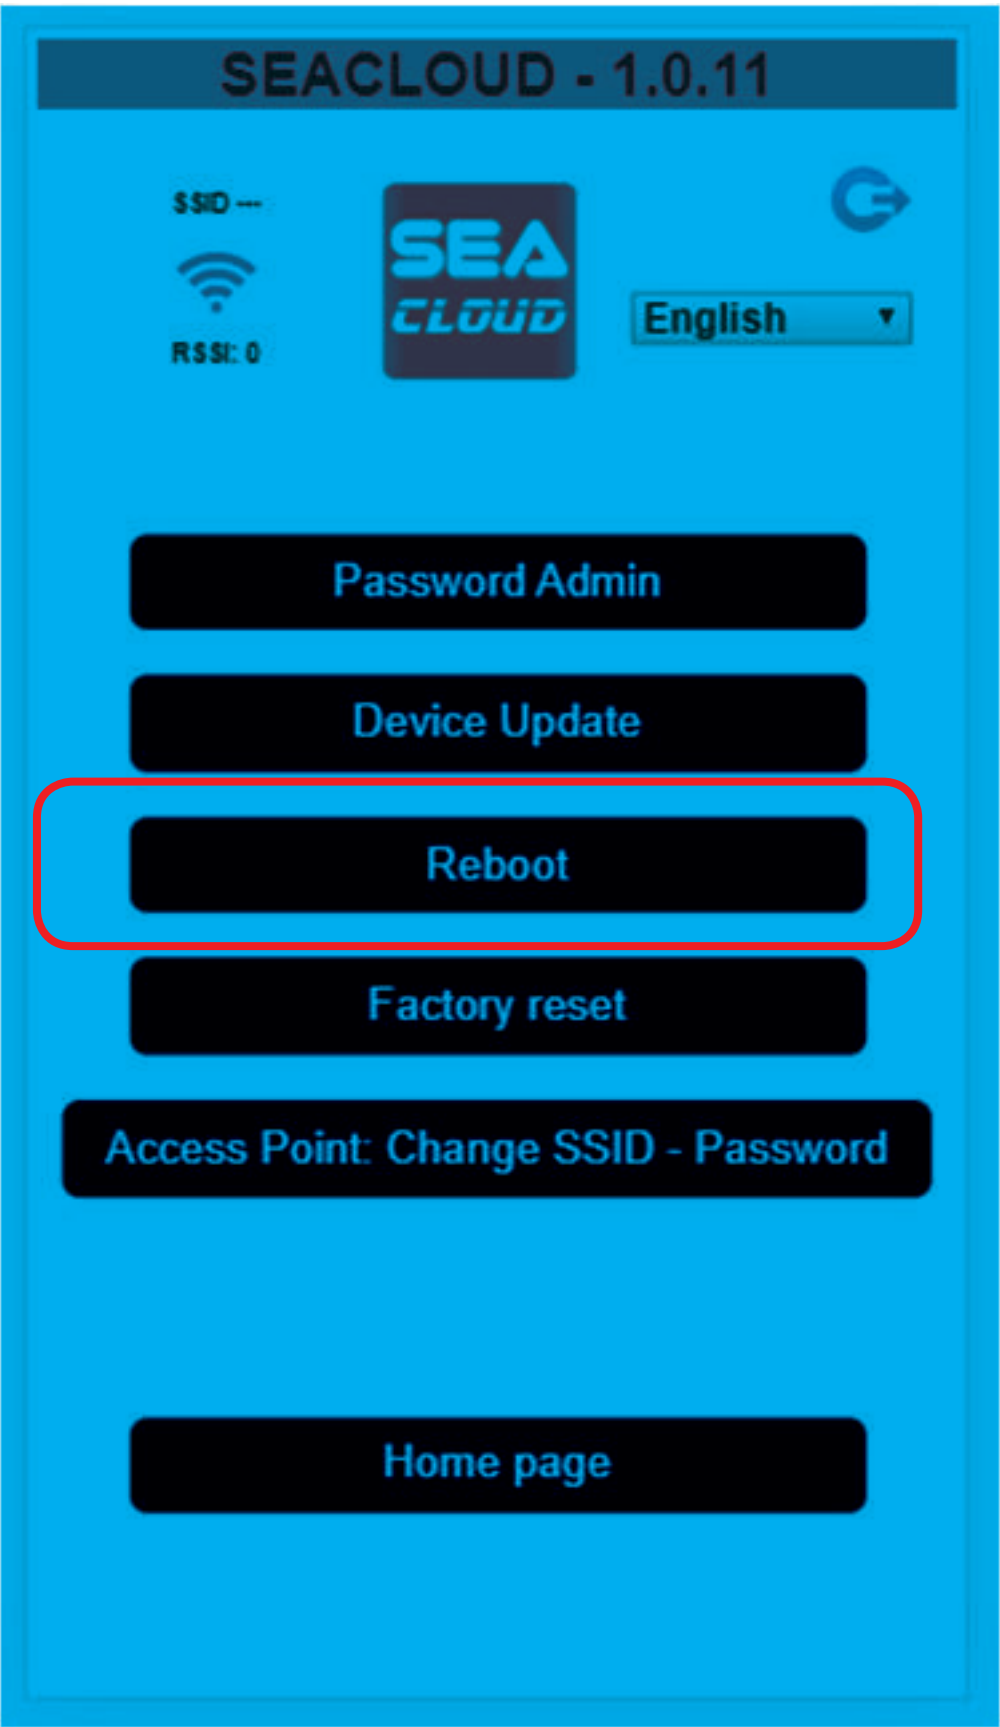 SEACLOUD - 1.0.11
SSID ---
SEA
CLOUD
English
RSSI: 0
Password Admin
Device Update
Reboot
Factory reset
Access Point: Change SSID - Password
Home page